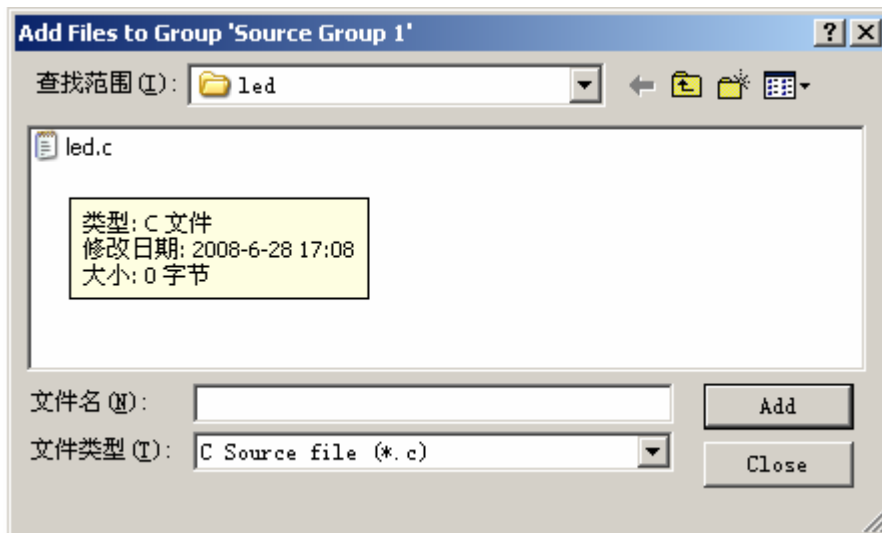 Add Files to Group 'Source Group 1'
查找范围(I): led
led.c
类型: C 文件
修改日期: 2008-6-28 17:08
大小: 0 字节
文件名(N): Add
文件类型(T): C Source file (*.c)
Close